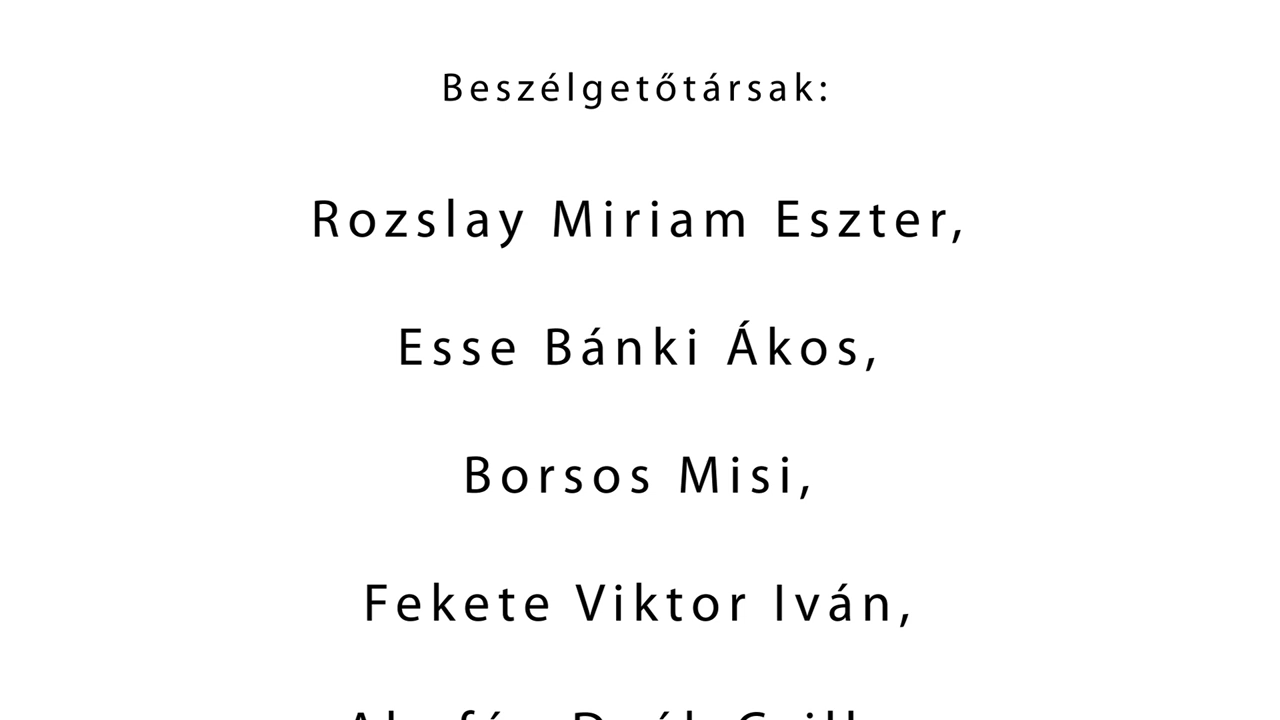 Beszélgetőtársak:
Rozslay Miriam Eszter,
Esse Bánki Ákos,
Borsos Misi,
Fekete Viktor Iván,